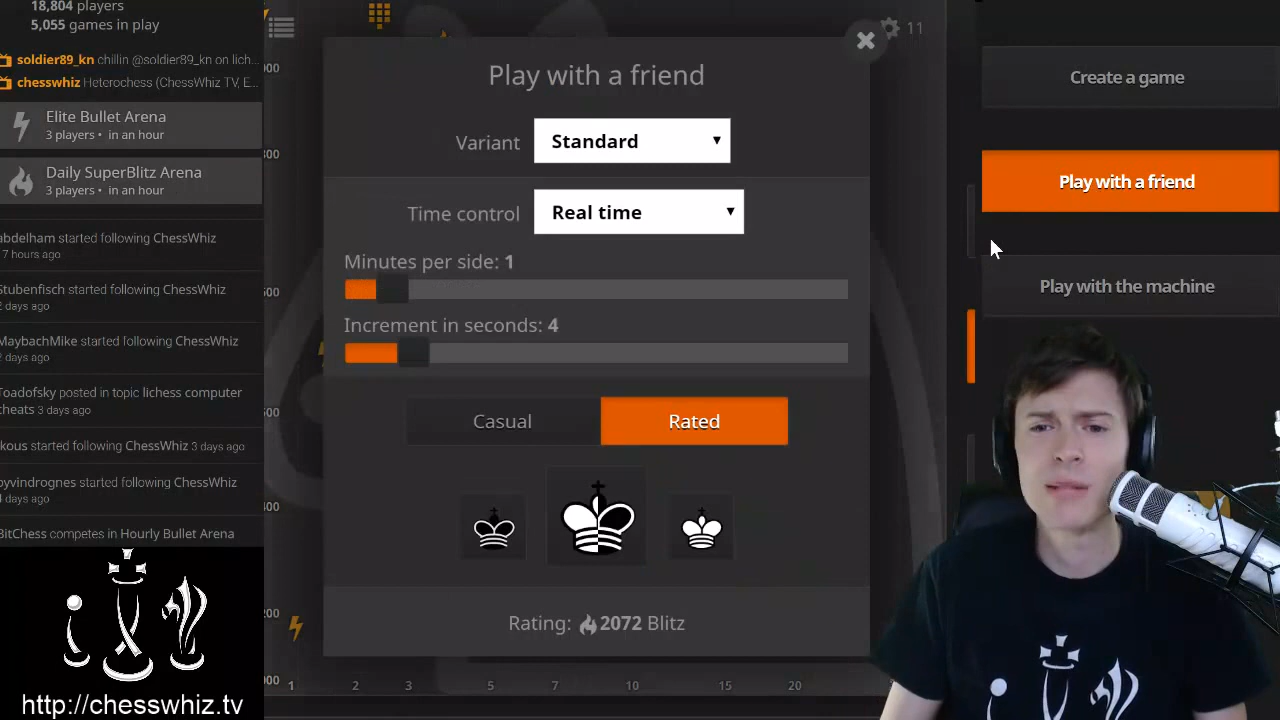 18,804 players
5,055 games in play
soldier89_kn chillin @soldier89_kn on lich...
chesswhiz Heterochess (ChessWhiz TV, E...
Elite Bullet Arena
3 players • in an hour
Daily SuperBlitz Arena
3 players • in an hour
abdelham started following ChessWhiz
17 hours ago
Stubenfisch started following ChessWhiz
2 days ago
MaybachMike started following ChessWhiz
2 days ago
Toadofsky posted in topic lichess computer
cheats 3 days ago
kous started following ChessWhiz 3 days ago
oyvindrognes started following ChessWhiz
4 days ago
BitChess competes in Hourly Bullet Arena
http://chesswhiz.tv
11
Play with a friend
Variant Standard
Time control Real time
Minutes per side: 1
Increment in seconds: 4
Casual Rated
Rating: 2072 Blitz
1 2 3 5 7 10 15 20
Create a game
Play with a friend
Play with the machine